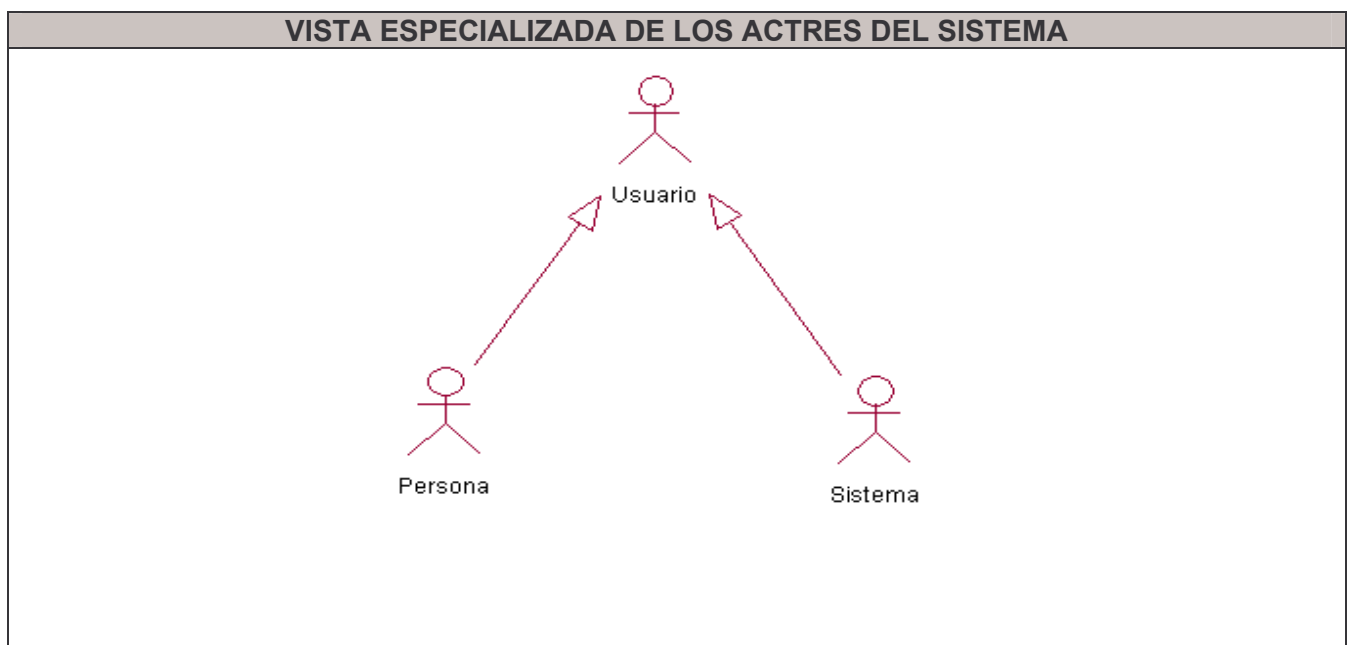 VISTA ESPECIALIZADA DE LOS ACTRES DEL SISTEMA
Usuario
Persona
Sistema